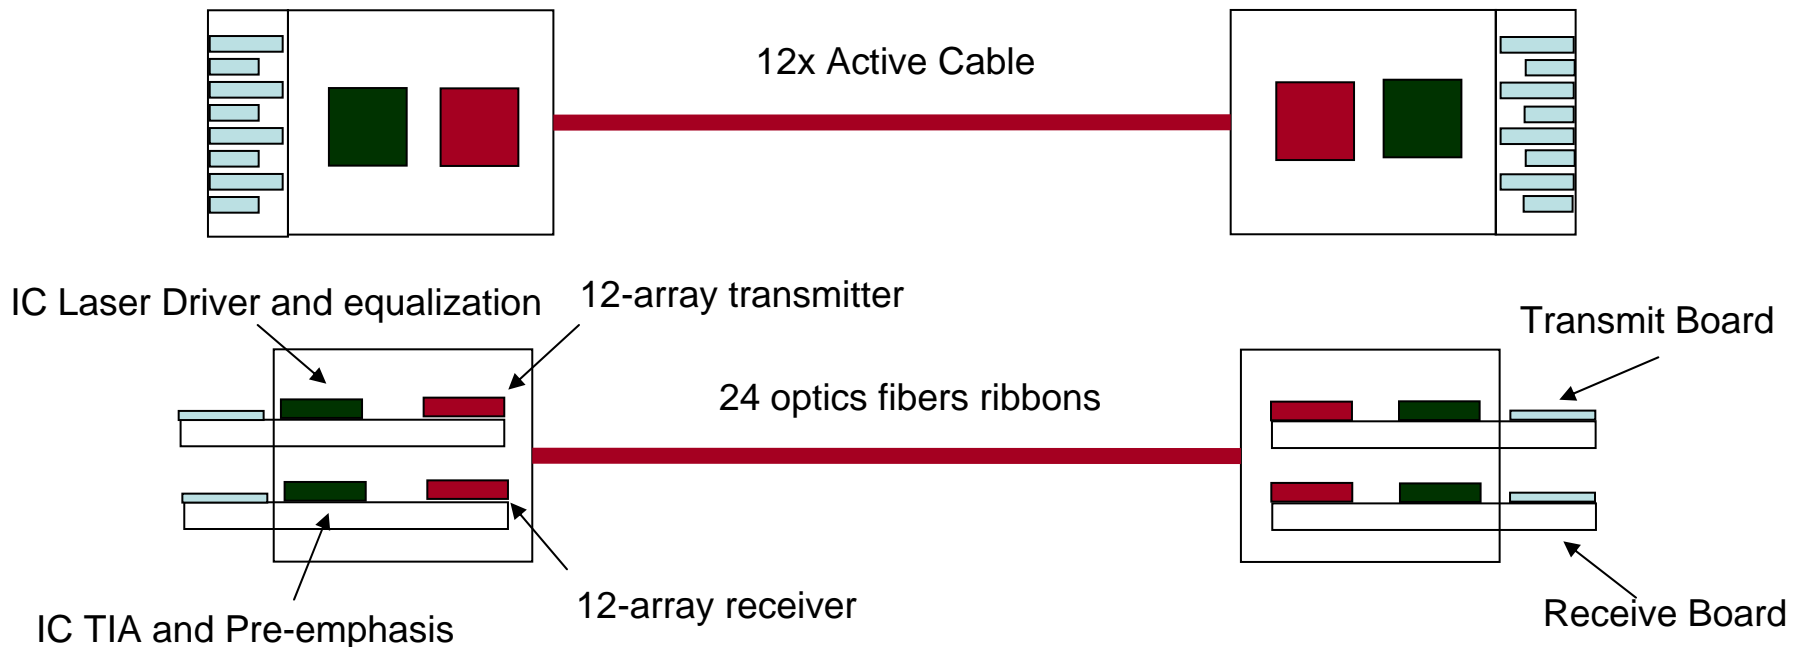 12x Active Cable
IC Laser Driver and equalization
12-array transmitter
Transmit Board
24 optics fibers ribbons
12-array receiver
Receive Board
IC TIA and Pre-emphasis